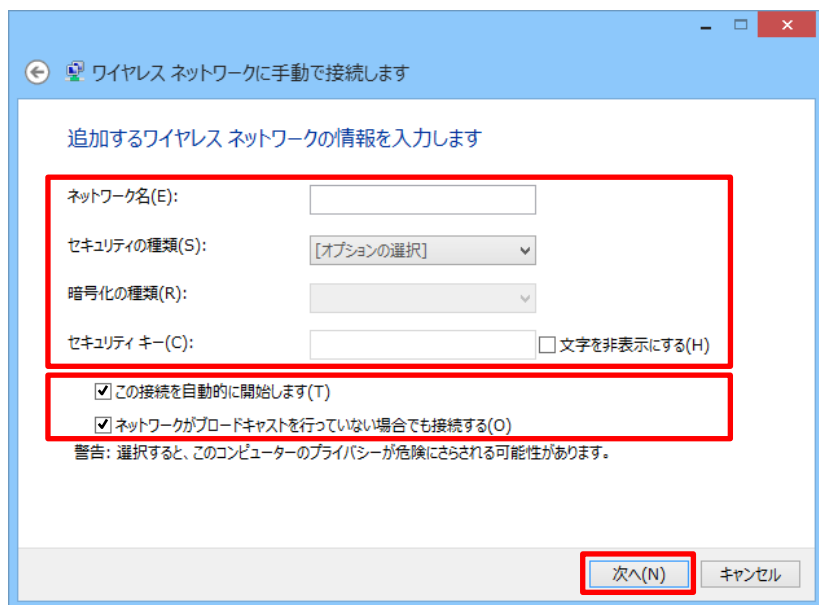 ワイヤレス ネットワークに手動で接続します
追加するワイヤレス ネットワークの情報を入力します
ネットワーク名(E):
セキュリティの種類(S): [オプションの選択]
暗号化の種類(R):
セキュリティ キー(C): 文字を非表示にする(H)
この接続を自動的に開始します(T)
ネットワークがブロードキャストを行っていない場合でも接続する(O)
警告: 選択すると、このコンピューターのプライバシーが危険にさらされる可能性があります。
次へ(N) キャンセル